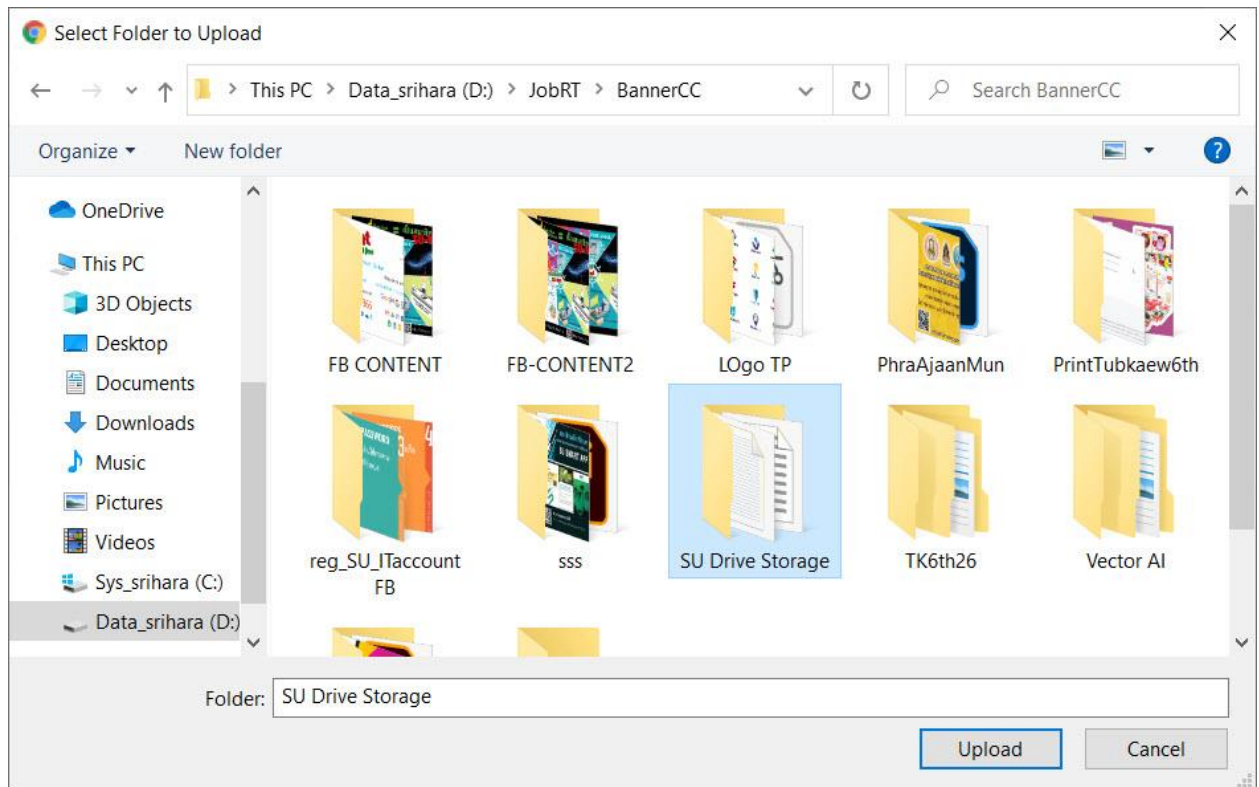 Select Folder to Upload
This PC > Data_srihara (D:) > JobRT > BannerCC
Search BannerCC
Organize
New folder
?
OneDrive
This PC
3D Objects
Desktop
Documents
Downloads
Music
Pictures
Videos
Sys_srihara (C:)
Data_srihara (D:)
FB CONTENT
FB-CONTENT2
LOgo TP
PhraAjaanMun
PrintTubkaew6th
reg_SU_ITaccount
FB
sss
SU Drive Storage
TK6th26
Vector AI
Folder: SU Drive Storage
Upload
Cancel